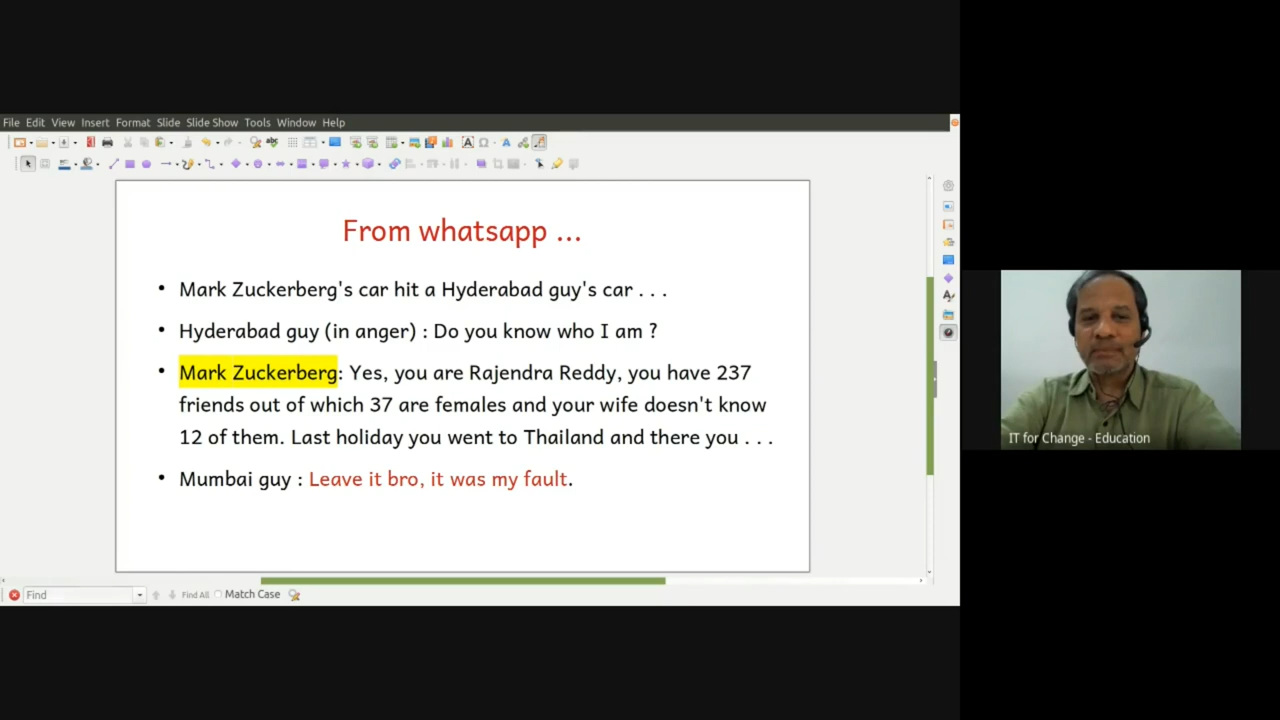 File Edit View Insert Format Slide Slide Show Tools Window Help
From whatsapp ...
• Mark Zuckerberg's car hit a Hyderabad guy's car . . .
• Hyderabad guy (in anger) : Do you know who I am ?
• Mark Zuckerberg: Yes, you are Rajendra Reddy, you have 237
friends out of which 37 are females and your wife doesn't know
12 of them. Last holiday you went to Thailand and there you . . .
• Mumbai guy : Leave it bro, it was my fault.
Find Find All Match Case
IT for Change - Education